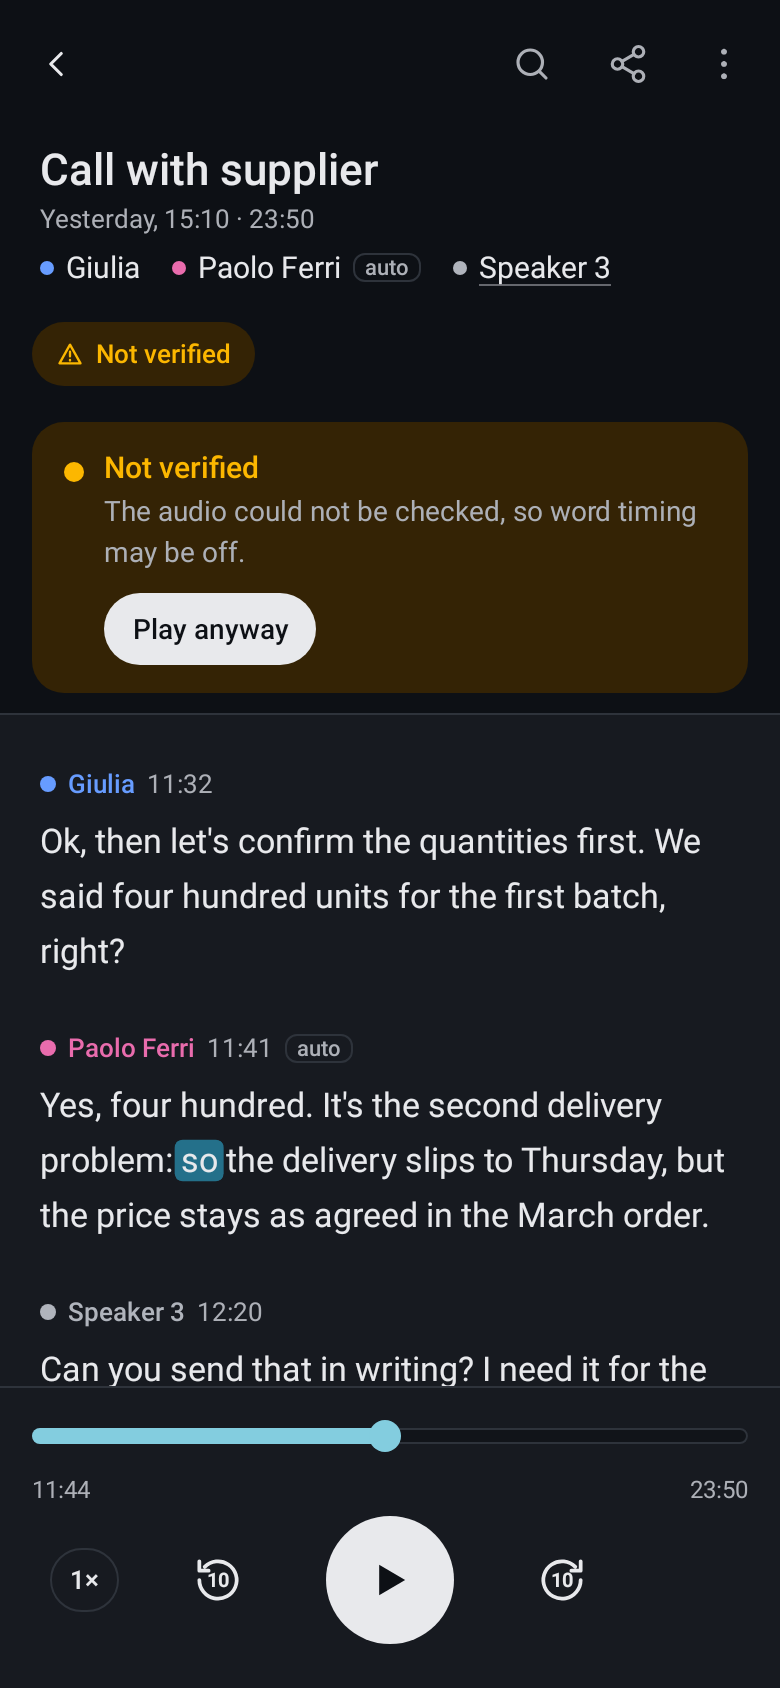 Call with supplier
Yesterday, 15:10 · 23:50
Giulia Paolo Ferri auto Speaker 3
Not verified
Not verified
The audio could not be checked, so word timing
may be off.
Play anyway
Giulia 11:32
Ok, then let's confirm the quantities first. We
said four hundred units for the first batch,
right?
Paolo Ferri 11:41 auto
Yes, four hundred. It's the second delivery
problem: so the delivery slips to Thursday, but
the price stays as agreed in the March order.
Speaker 3 12:20
Can you send that in writing? I need it for the
11:44 23:50
1× 10 10